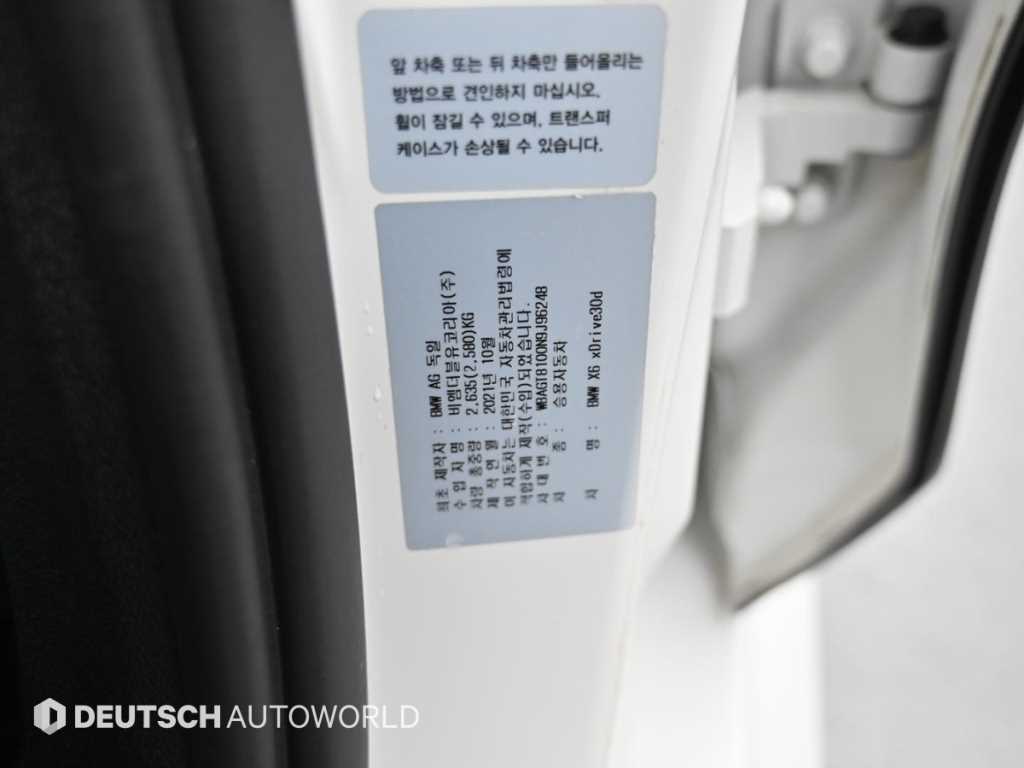 앞 차축 또는 뒤 차축만 들어올리는
방법으로 견인하지 마십시오.
휠이 잠길 수 있으며, 트랜스퍼
케이스가 손상될 수 있습니다.
최초 제작자 : BMW AG 독일
수 입 자 명 : 비엠더블유코리아(주)
차량 총중량 : 2,635(2,580)KG
제 작 연 월 : 2021년 10월
이 자동차는 대한민국 자동차관리법령에
적합하게 제작(수입)되었습니다.
차 대 번 호 : WBAGT8100N9J96248
차 종 : 승용자동차
차 명 : BMW X6 xDrive30d
DEUTSCH AUTOWORLD